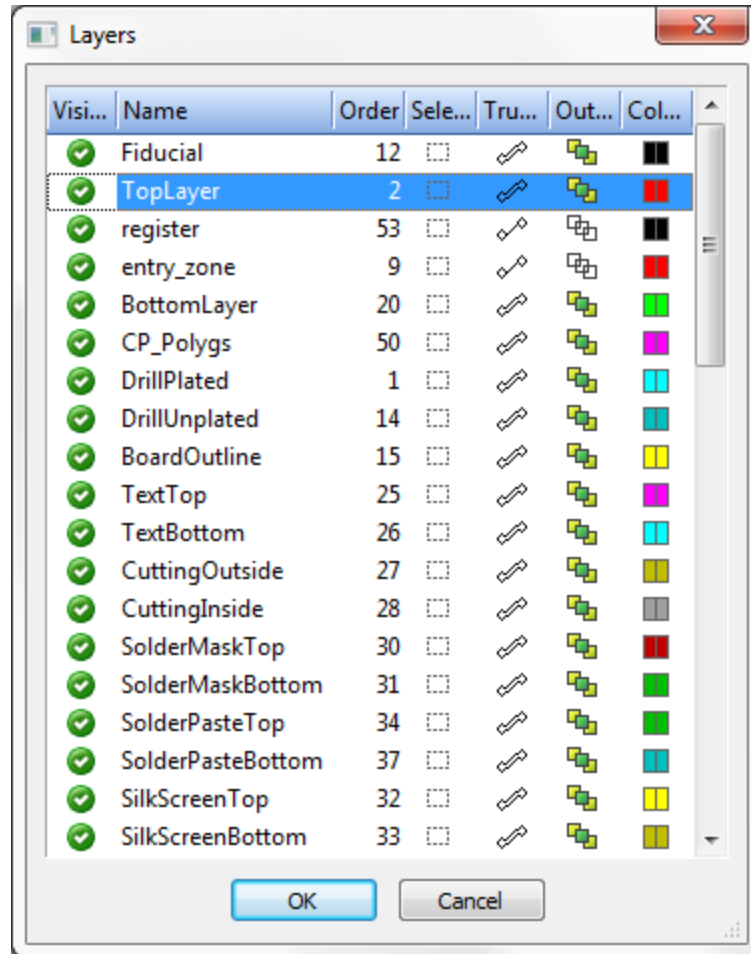 Layers
Visi... Name Order Sele... Tru... Out... Col...
Fiducial 12
TopLayer 2
register 53
entry_zone 9
BottomLayer 20
CP_Polygs 50
DrillPlated 1
DrillUnplated 14
BoardOutline 15
TextTop 25
TextBottom 26
CuttingOutside 27
CuttingInside 28
SolderMaskTop 30
SolderMaskBottom 31
SolderPasteTop 34
SolderPasteBottom 37
SilkScreenTop 32
SilkScreenBottom 33
OK Cancel